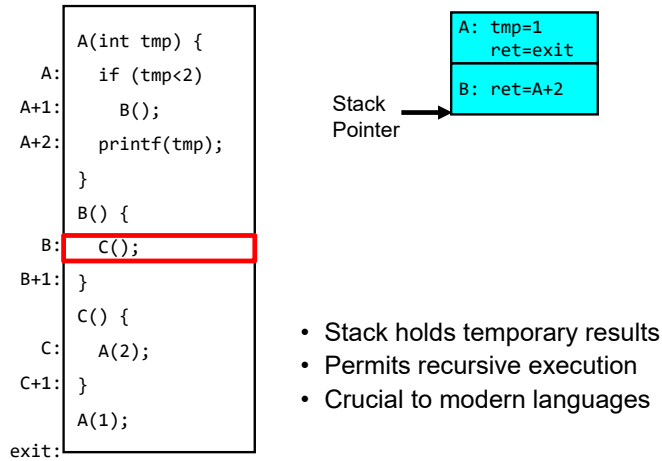 A(int tmp) {
A: if (tmp<2)
A+1: B();
A+2: printf(tmp);
}
B() {
B: C();
B+1: }
C() {
C: A(2);
C+1: }
A(1);
exit:
A: tmp=1
ret=exit
B: ret=A+2
Stack
Pointer
• Stack holds temporary results
• Permits recursive execution
• Crucial to modern languages